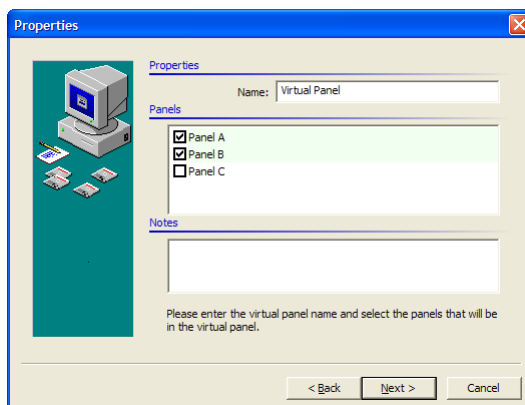 Properties
Properties
Name: Virtual Panel
Panels
Panel A
Panel B
Panel C
Notes
Please enter the virtual panel name and select the panels that will be
in the virtual panel.
< Back Next > Cancel